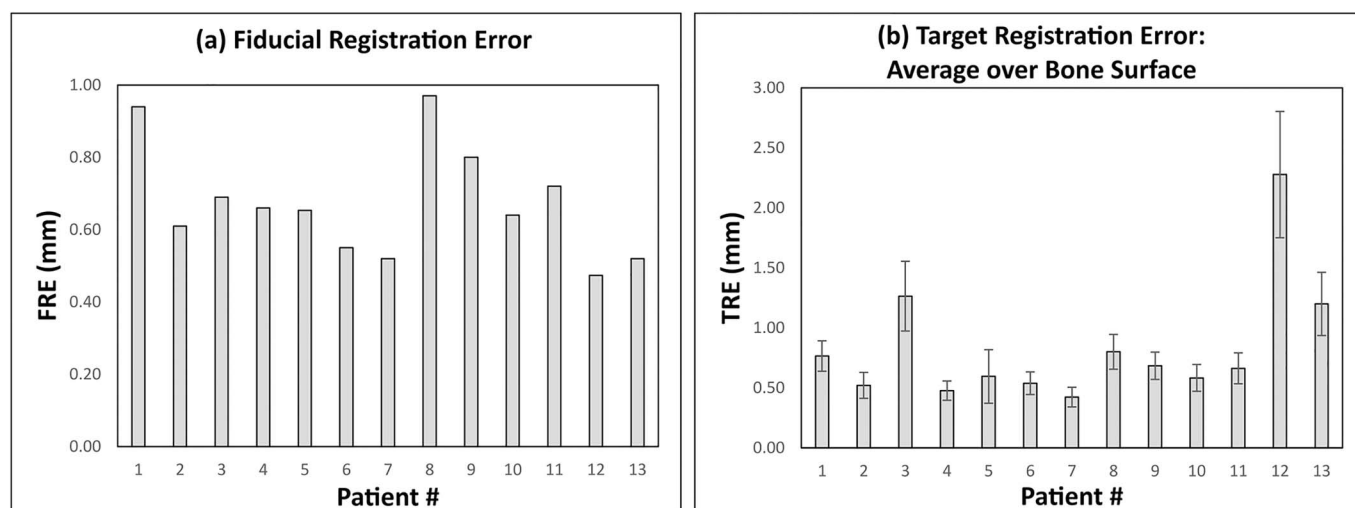 (a) Fiducial Registration Error
1.00
0.80
0.60
0.40
0.20
0.00
FRE (mm)
1 2 3 4 5 6 7 8 9 10 11 12 13
Patient #
(b) Target Registration Error:
Average over Bone Surface
3.00
2.50
2.00
1.50
1.00
0.50
0.00
TRE (mm)
1 2 3 4 5 6 7 8 9 10 11 12 13
Patient #